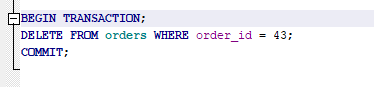 BEGIN TRANSACTION;
DELETE FROM orders WHERE order_id = 43;
COMMIT;